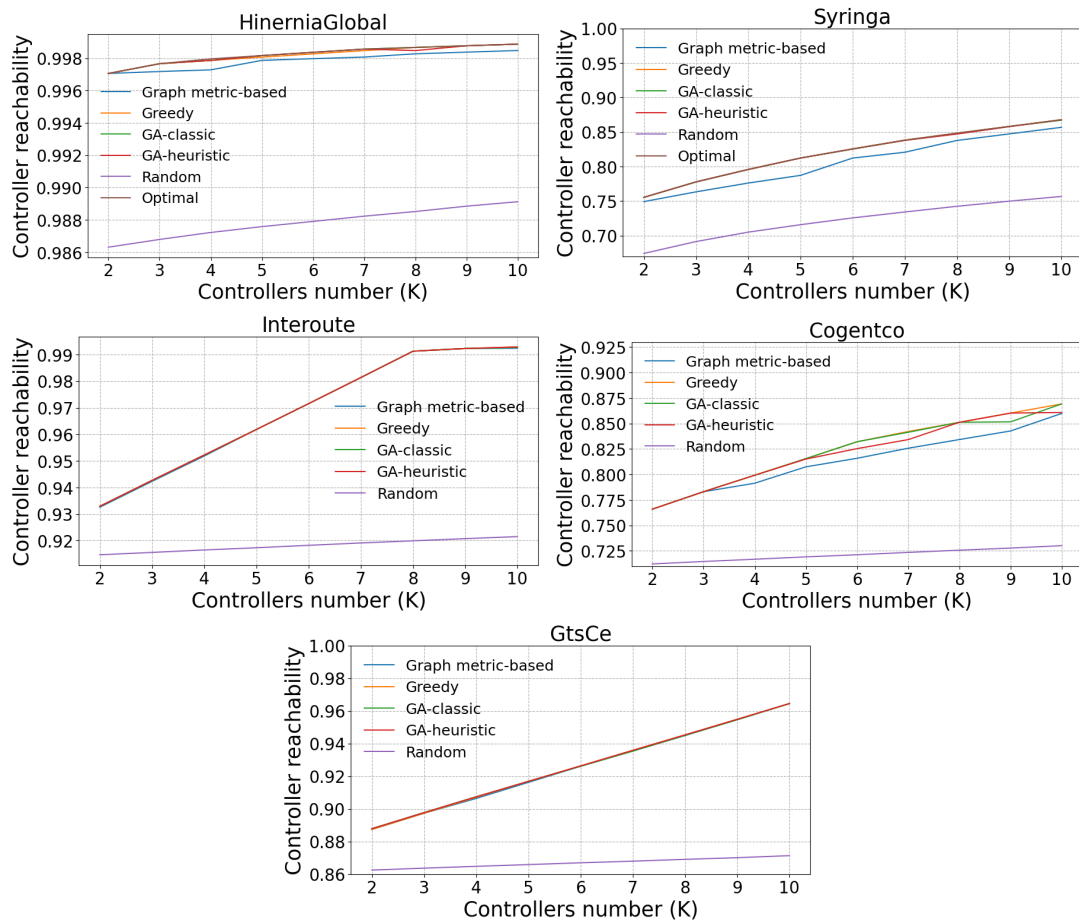 HinerniaGlobal
Controller reachability
0.998
0.996
0.994
0.992
0.990
0.988
0.986
Graph metric-based
Greedy
GA-classic
GA-heuristic
Random
Optimal
2 3 4 5 6 7 8 9 10
Controllers number (K)
Syringa
Controller reachability
1.00
0.95
0.90
0.85
0.80
0.75
0.70
Graph metric-based
Greedy
GA-classic
GA-heuristic
Random
Optimal
2 3 4 5 6 7 8 9 10
Controllers number (K)
Interoute
Controller reachability
0.99
0.98
0.97
0.96
0.95
0.94
0.93
0.92
Graph metric-based
Greedy
GA-classic
GA-heuristic
Random
2 3 4 5 6 7 8 9 10
Controllers number (K)
Cogentco
Controller reachability
0.925
0.900
0.875
0.850
0.825
0.800
0.775
0.750
0.725
Graph metric-based
Greedy
GA-classic
GA-heuristic
Random
2 3 4 5 6 7 8 9 10
Controllers number (K)
GtsCe
Controller reachability
1.00
0.98
0.96
0.94
0.92
0.90
0.88
0.86
Graph metric-based
Greedy
GA-classic
GA-heuristic
Random
2 3 4 5 6 7 8 9 10
Controllers number (K)